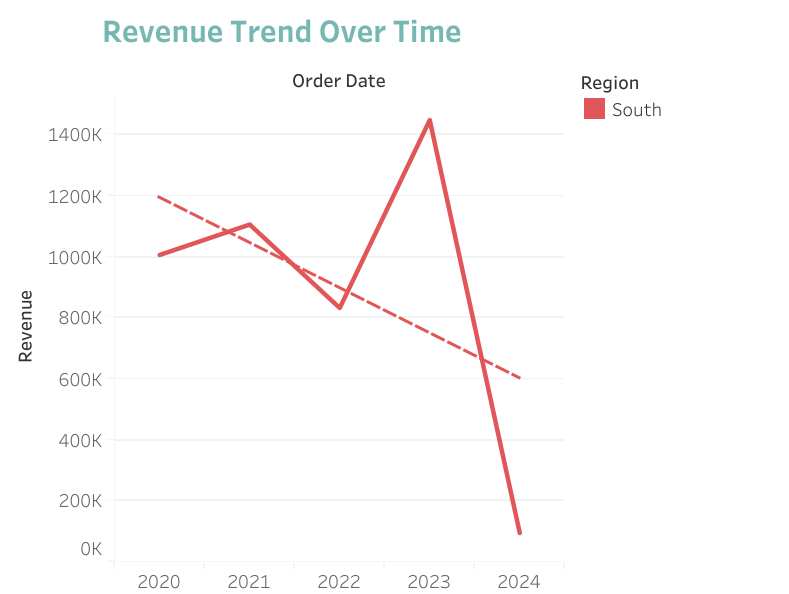 Revenue Trend Over Time
Order Date
Region
South
Revenue
1400K
1200K
1000K
800K
600K
400K
200K
0K
2020 2021 2022 2023 2024